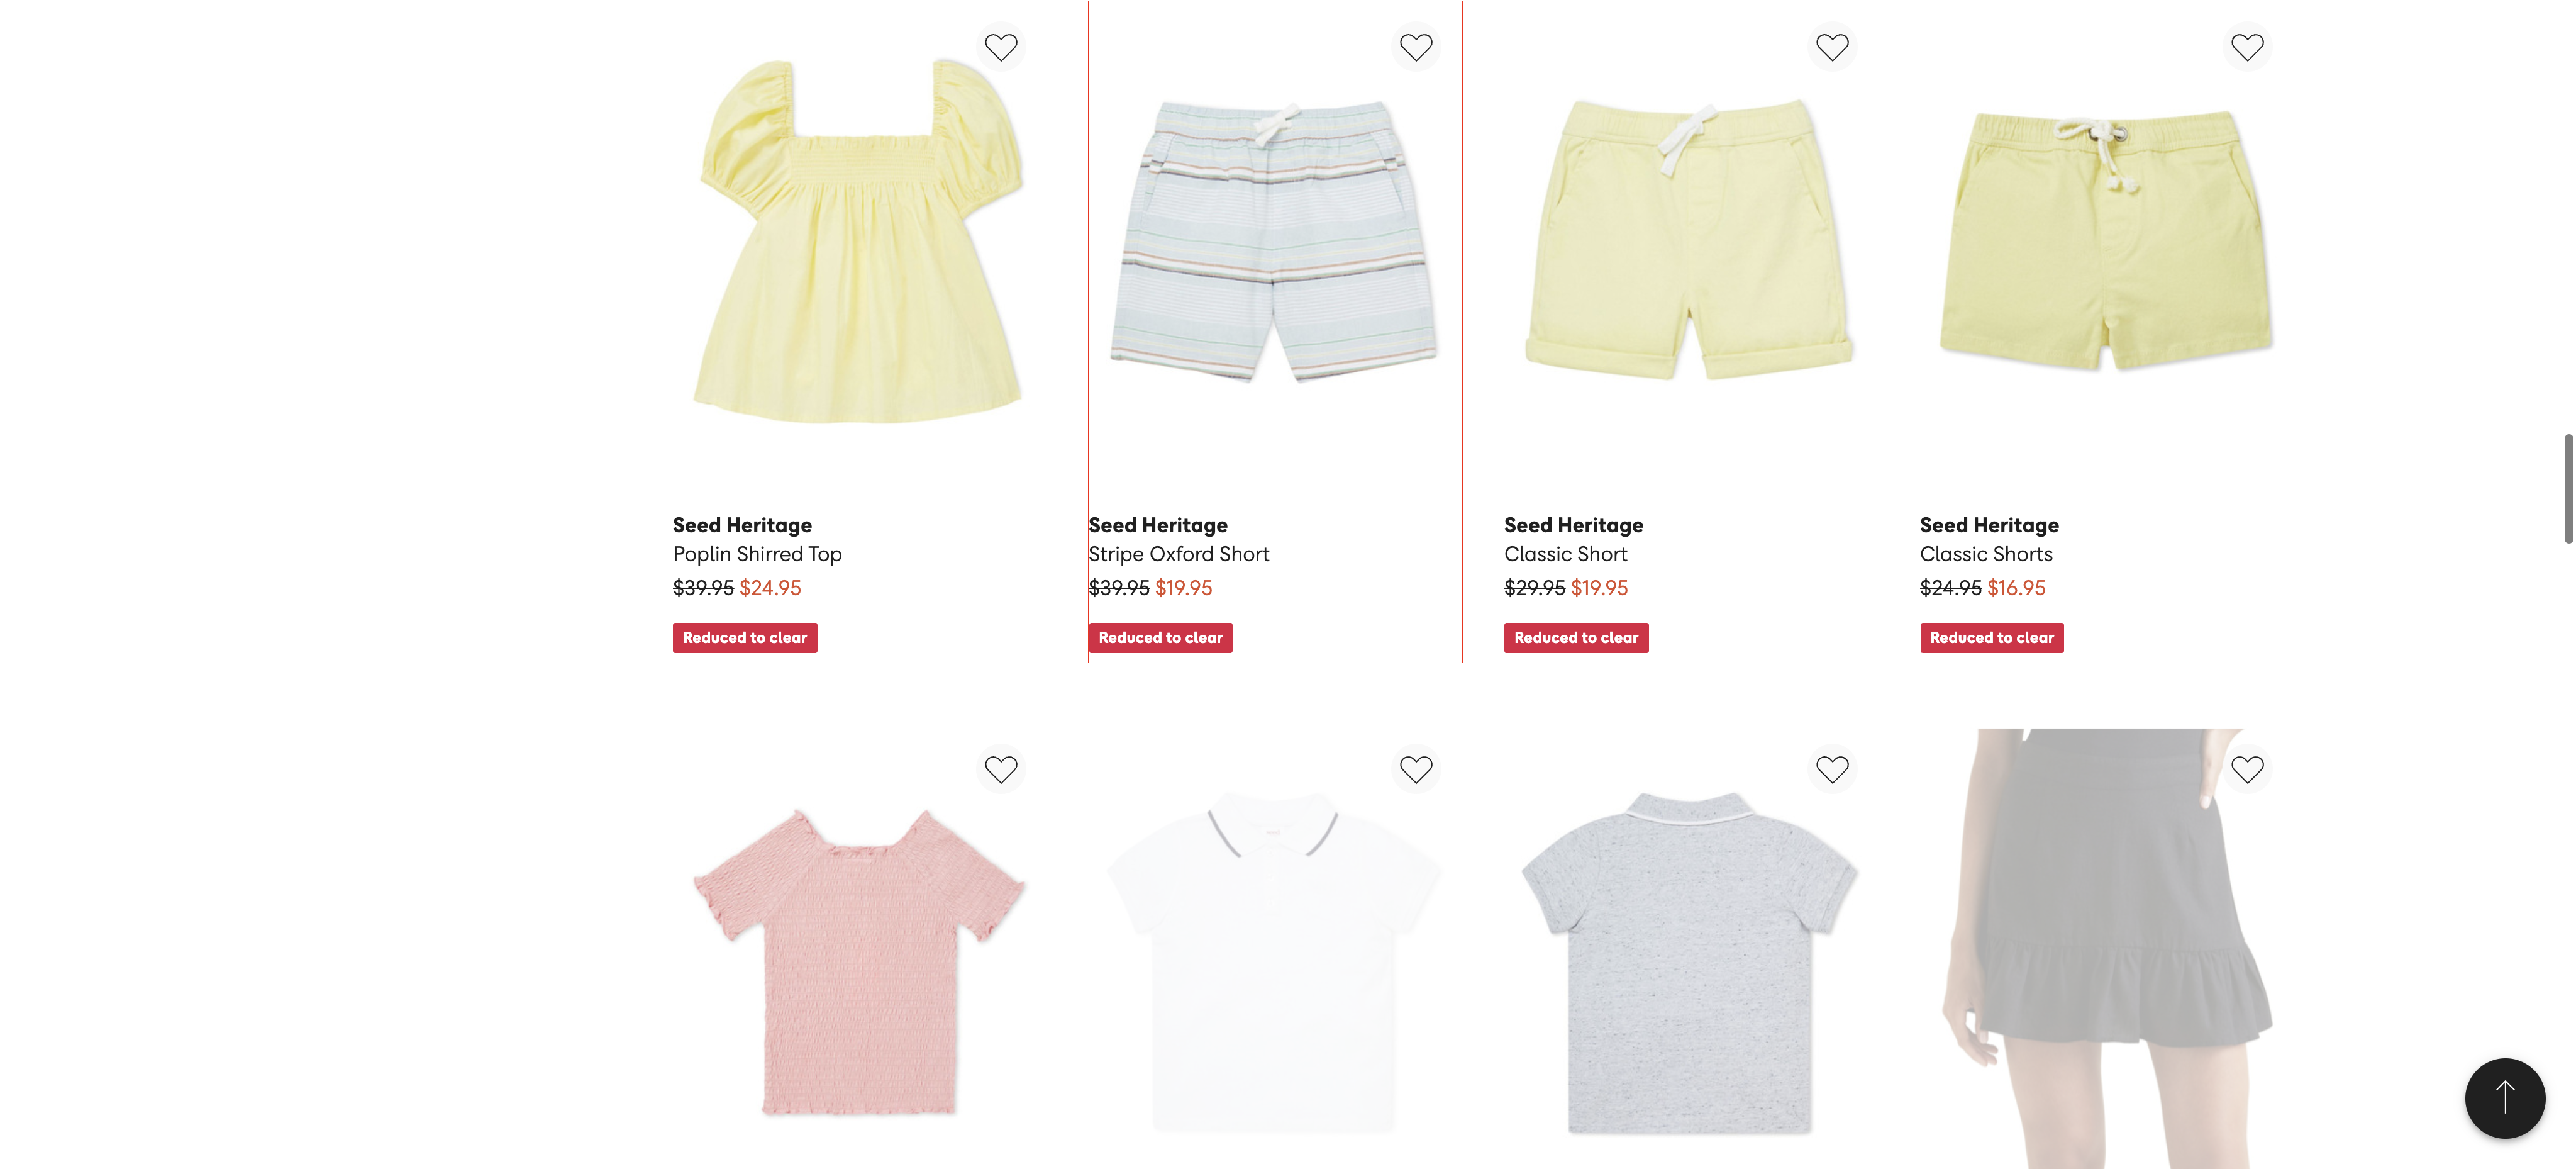 Seed Heritage
Poplin Shirred Top
$39.95 $24.95
Reduced to clear
Seed Heritage
Stripe Oxford Short
$39.95 $19.95
Reduced to clear
Seed Heritage
Classic Short
$29.95 $19.95
Reduced to clear
Seed Heritage
Classic Shorts
$24.95 $16.95
Reduced to clear